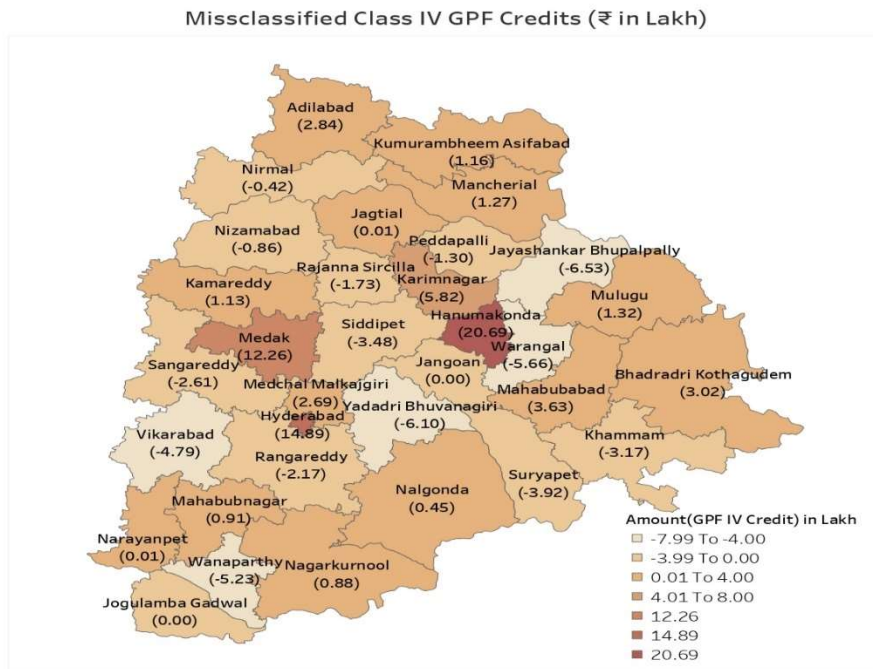 Missclassified Class IV GPF Credits (₹ in Lakh)
Adilabad
(2.84)
Kumurambheem Asifabad
(1.16)
Nirmal
(-0.42)
Mancherial
(1.27)
Jagtial
(0.01)
Nizamabad
(-0.86)
Peddapalli
(-1.30)
Jayashankar Bhupalpally
(-6.53)
Rajanna Sircilla
(-1.73)
Karimnagar
(5.82)
Kamareddy
(1.13)
Mulugu
(1.32)
Hanumakonda
(20.69)
Siddipet
(-3.48)
Medak
(12.26)
Warangal
(-5.66)
Sangareddy
(-2.61)
Jangoan
(0.00)
Bhadradri Kothagudem
(3.02)
Medchal Malkajgiri
(2.69)
Mahabubabad
(3.63)
Yadadri Bhuvanagiri
(-6.10)
Hyderabad
(14.89)
Vikarabad
(-4.79)
Khammam
(-3.17)
Rangareddy
(-2.17)
Suryapet
(-3.92)
Nalgonda
(0.45)
Mahabubnagar
(0.91)
Narayanpet
(0.01)
Wanaparthy
(-5.23)
Nagarkurnool
(0.88)
Jogulamba Gadwal
(0.00)
Amount(GPF IV Credit) in Lakh
-7.99 To -4.00
-3.99 To 0.00
0.01 To 4.00
4.01 To 8.00
12.26
14.89
20.69